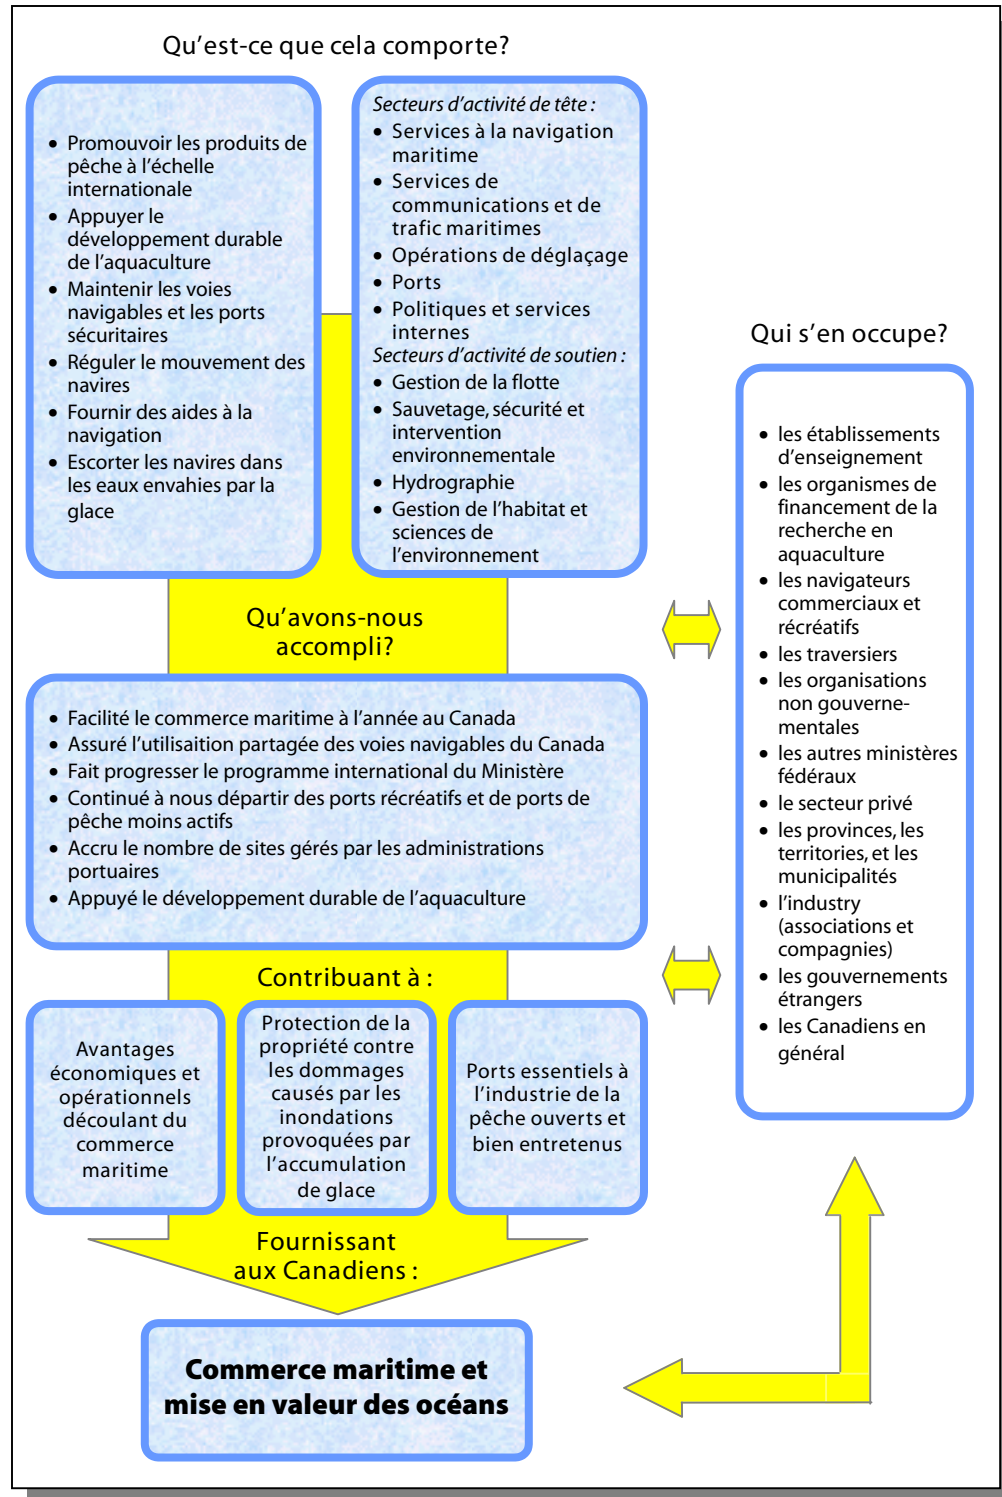 Qu'est-ce que cela comporte?
• Promouvoir les produits de
pêche à l'échelle
internationale
• Appuyer le
développement durable
de l'aquaculture
• Maintenir les voies
navigables et les ports
sécuritaires
• Réguler le mouvement des
navires
• Fournir des aides à la
navigation
• Escorter les navires dans
les eaux envahies par la
glace
Secteurs d'activité de tête :
• Services à la navigation
maritime
• Services de
communications et de
trafic maritimes
• Opérations de déglaçage
• Ports
• Politiques et services
internes
Secteurs d'activité de soutien :
• Gestion de la flotte
• Sauvetage, sécurité et
intervention
environnementale
• Hydrographie
• Gestion de l'habitat et
sciences de
l'environnement
Qu'avons-nous
accompli?
• Facilité le commerce maritime à l'année au Canada
• Assuré l'utilisaition partagée des voies navigables du Canada
• Fait progresser le programme international du Ministère
• Continué à nous départir des ports récréatifs et de ports de
pêche moins actifs
• Accru le nombre de sites gérés par les administrations
portuaires
• Appuyé le développement durable de l'aquaculture
Contribuant à :
Avantages
économiques et
opérationnels
découlant du
commerce
maritime
Protection de la
propriété contre
les dommages
causés par les
inondations
provoquées par
l'accumulation
de glace
Ports essentiels à
l'industrie de la
pêche ouverts et
bien entretenus
Fournissant
aux Canadiens :
Commerce maritime et
mise en valeur des océans
Qui s'en occupe?
• les établissements
d'enseignement
• les organismes de
financement de la
recherche en
aquaculture
• les navigateurs
commerciaux et
récréatifs
• les traversiers
• les organisations
non gouverne-
mentales
• les autres ministères
fédéraux
• le secteur privé
• les provinces, les
territories, et les
municipalités
• l'industry
(associations et
compagnies)
• les gouvernements
étrangers
• les Canadiens en
général